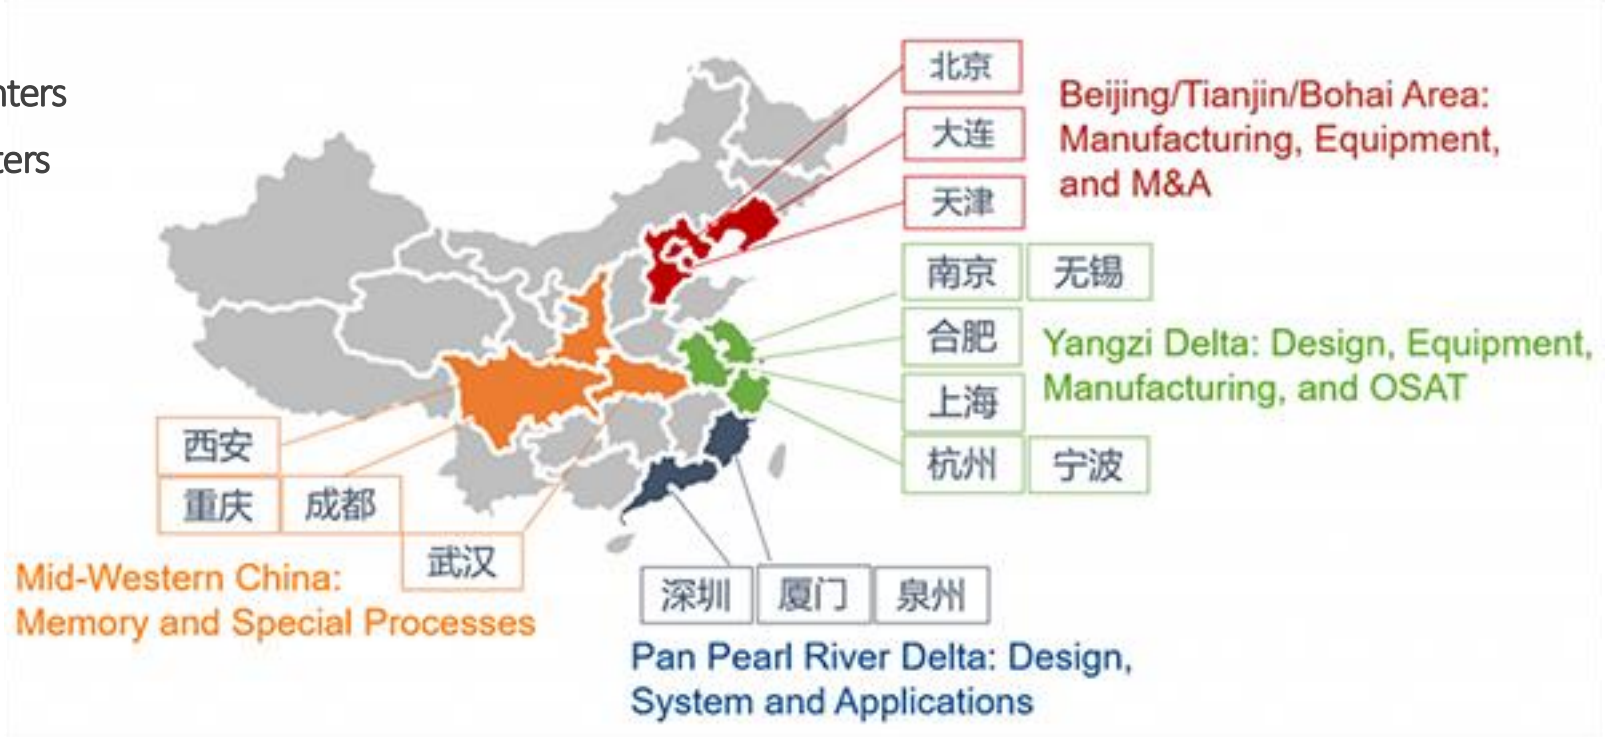 nters
ters
北京
大连
天津
Beijing/Tianjin/Bohai Area:
Manufacturing, Equipment,
and M&A
南京 无锡
合肥
上海
杭州 宁波
Yangzi Delta: Design, Equipment,
Manufacturing, and OSAT
西安
重庆 成都
武汉
Mid-Western China:
Memory and Special Processes
深圳 厦门 泉州
Pan Pearl River Delta: Design,
System and Applications